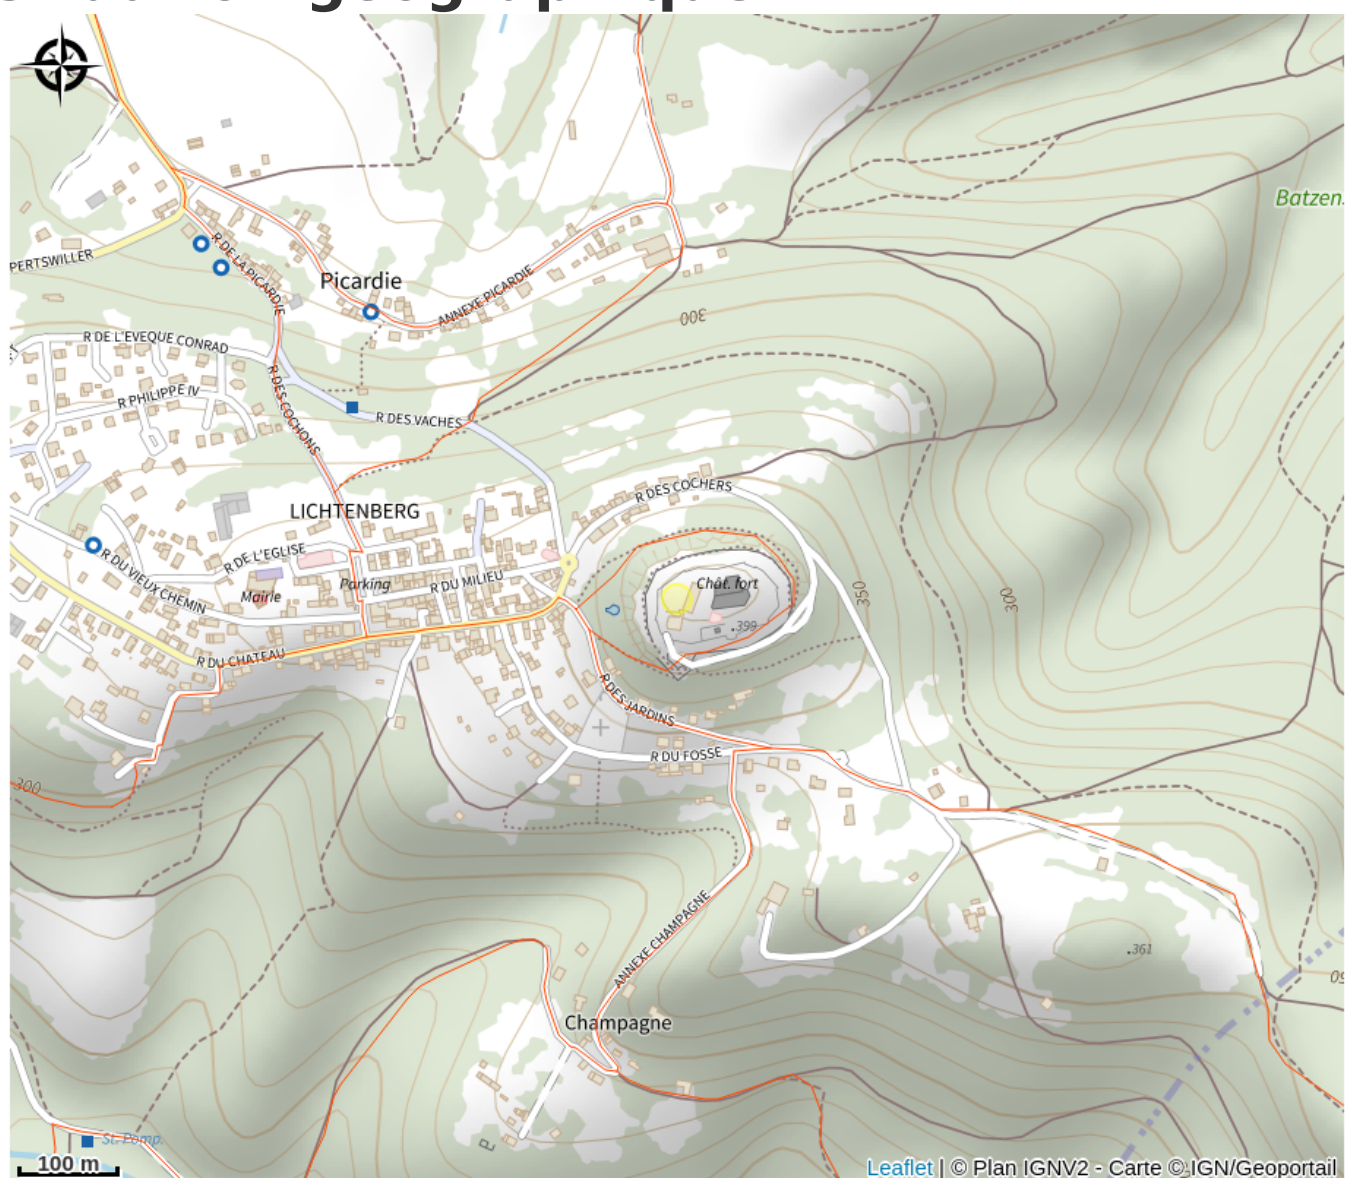 Batzen
PERTSWILLER
R DE LA PICARDIE
Picardie
ANNEXE PICARDIE
300
R DE L'EVEQUE CONRAD
R PHILIPPE IV
R DES COCHONS
R DES VACHES
R DES COCHERS
LICHTENBERG
R DE L'EGLISE
R DU VIEUX CHEMIN
Mairie
Parking
R DU MILIEU
Chât. fort
.399
350
300
R DU CHATEAU
R DES JARDINS
R DU FOSSE
300
ANNEXE CHAMPAGNE
.361
Champagne
St. Pomp.
100 m
Leaflet | © Plan IGNV2 - Carte © IGN/Geoportail